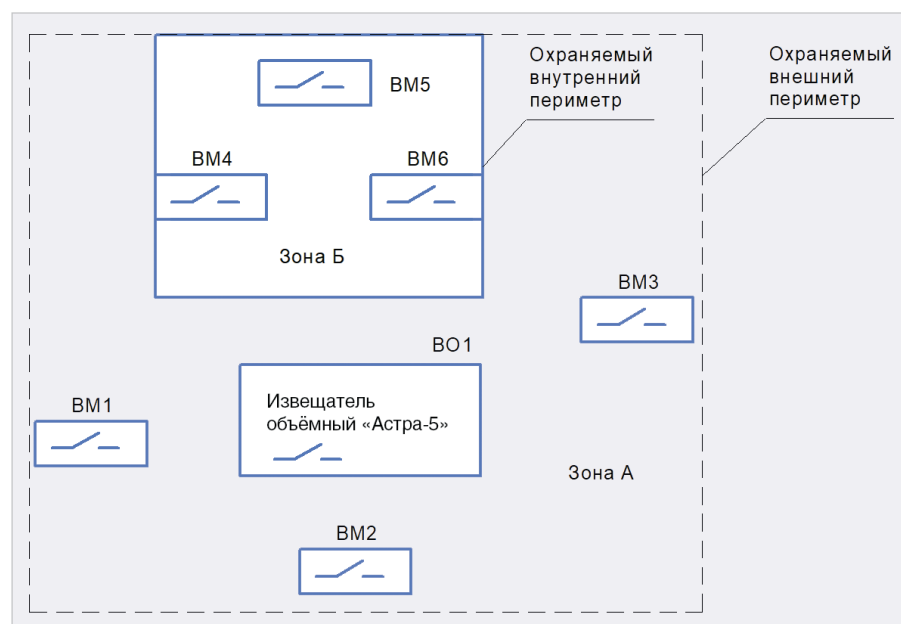 Охраняемый
внутренний
периметр
Охраняемый
внешний
периметр
ВМ5
ВМ4
ВМ6
Зона Б
ВМ3
ВО1
Извещатель
объёмный «Астра-5»
ВМ1
Зона А
ВМ2